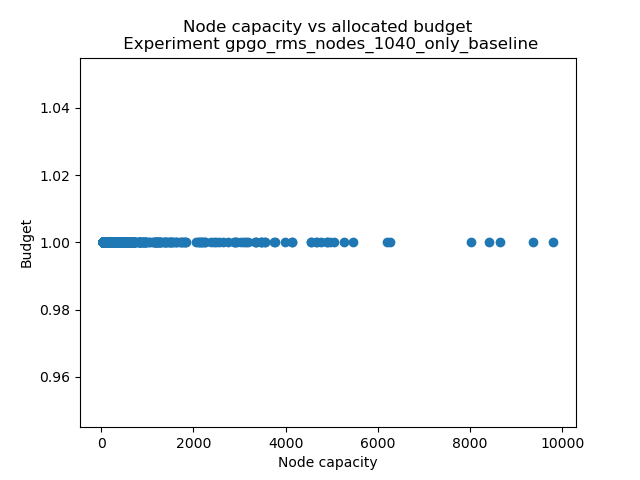 Node capacity vs allocated budget
Experiment gpgo_rms_nodes_1040_only_baseline
1.04
1.02
1.00
0.98
0.96
Budget
0
2000
4000
6000
8000
10000
Node capacity